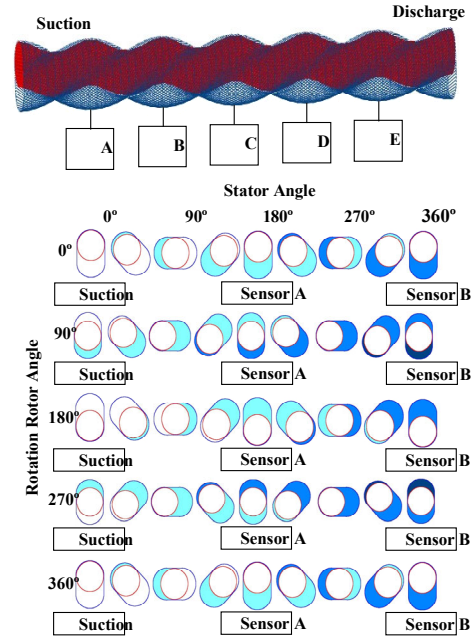 Suction
Discharge
A
B
C
D
E
Stator Angle
0º
90º
180º
270º
360º
Rotation Rotor Angle
0º
Suction
Sensor A
Sensor B
90º
Suction
Sensor A
Sensor B
180º
Suction
Sensor A
Sensor B
270º
Suction
Sensor A
Sensor B
360º
Suction
Sensor A
Sensor B